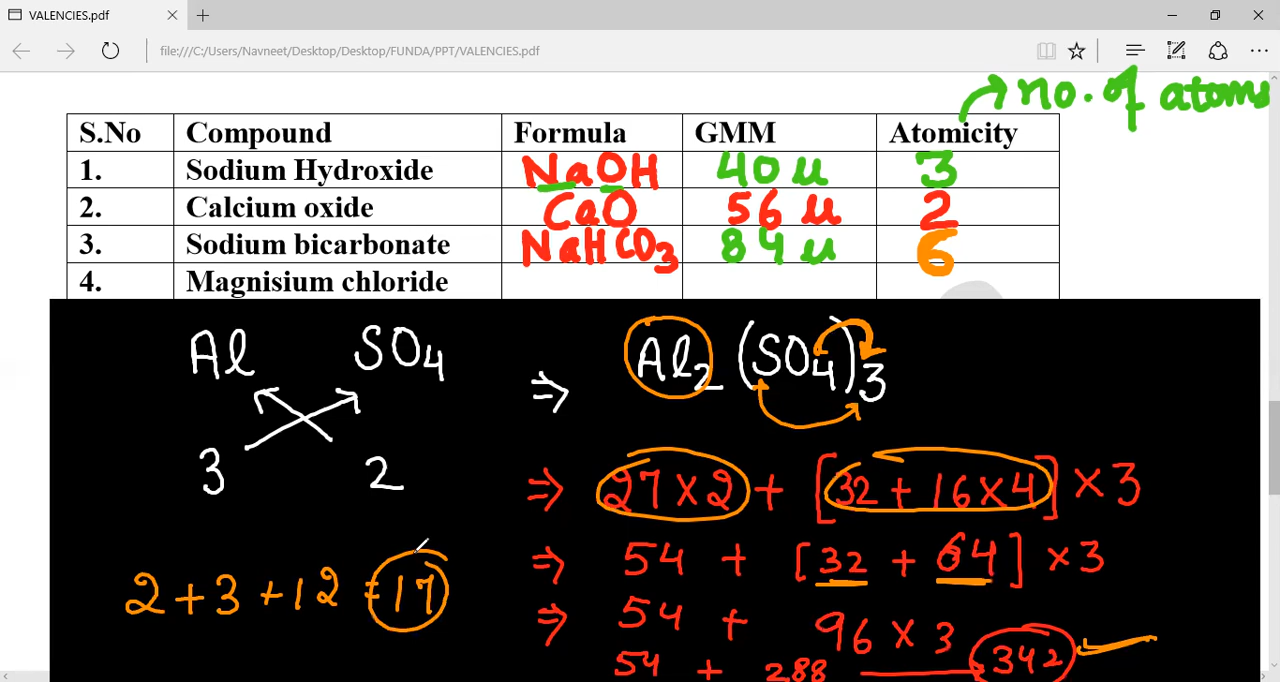 VALENCIES.pdf
file:///C:/Users/Navneet/Desktop/Desktop/FUNDA/PPT/VALENCIES.pdf
no. of atoms
S.No Compound Formula GMM Atomicity
1. Sodium Hydroxide NaOH 40 u 3
2. Calcium oxide CaO 56 u 2
3. Sodium bicarbonate NaHCO3 84 u 6
4. Magnisium chloride
Al SO4 ⇒ Al2 (SO4)3
3 2 ⇒ 27 × 2 + [32 + 16 × 4] × 3
⇒ 54 + [32 + 64] × 3
2 + 3 + 12 = 17
⇒ 54 + 96 × 3
54 + 288 342